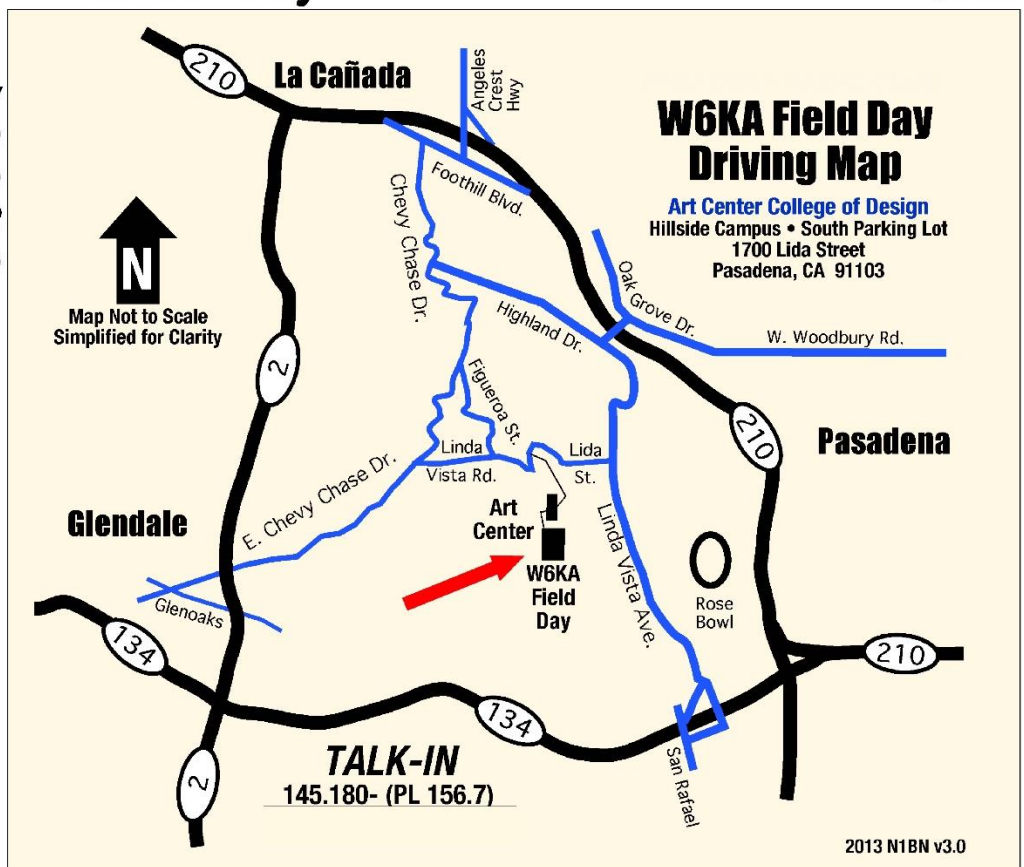 210
La Cañada
Angeles
Crest
Hwy
W6KA Field Day
Driving Map
Art Center College of Design
Hillside Campus • South Parking Lot
1700 Lida Street
Pasadena, CA 91103
N
Map Not to Scale
Simplified for Clarity
Foothill Blvd.
Chevy Chase Dr.
Oak Grove Dr.
Highland Dr.
W. Woodbury Rd.
2
Figueroa St.
210
Pasadena
Linda
Vista Rd.
Lida
St.
E. Chevy Chase Dr.
Art
Center
Linda Vista Ave.
Glendale
W6KA
Field
Day
Rose
Bowl
Glenoaks
134
210
134
San Rafael
2
TALK-IN
145.180- (PL 156.7)
2013 N1BN v3.0